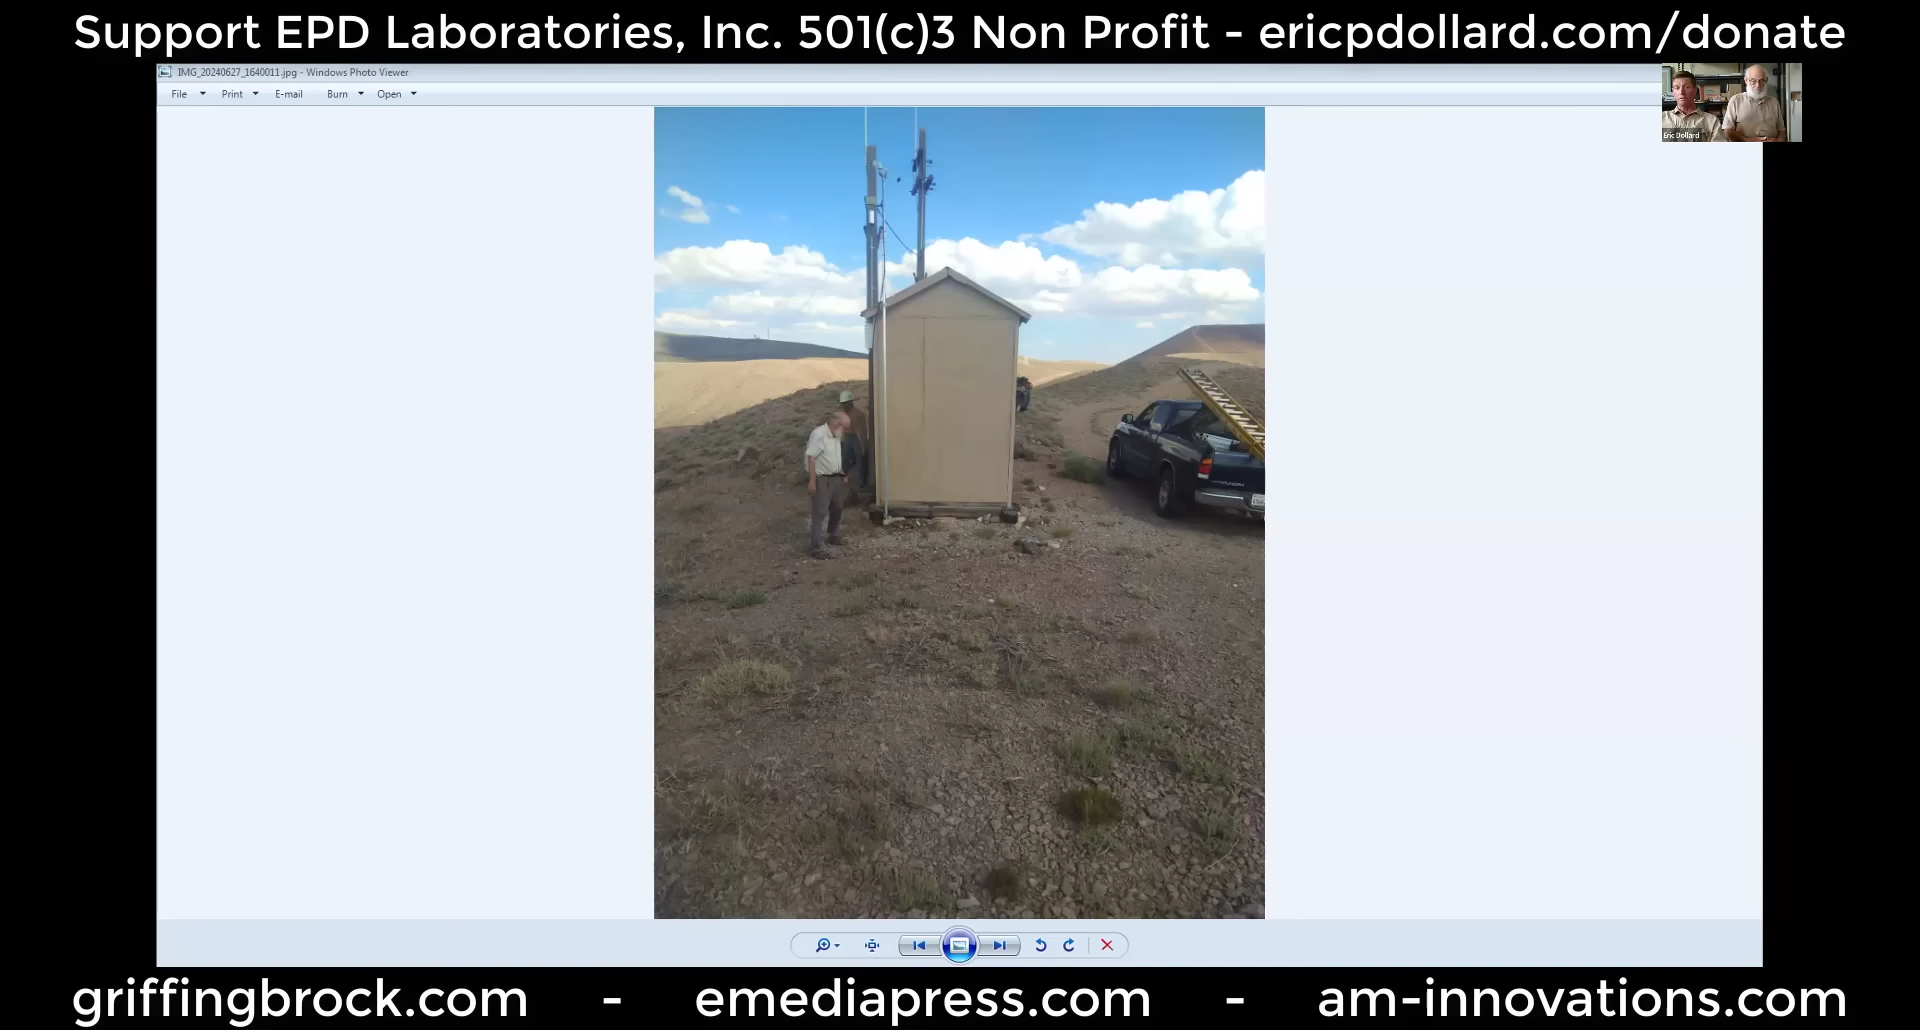 Support EPD Laboratories, Inc. 501(c)3 Non Profit - ericpdollard.com/donate
IMG_20240627_1640011.jpg - Windows Photo Viewer
File Print E-mail Burn Open
Eric Dollard
griffingbrock.com - emediapress.com - am-innovations.com